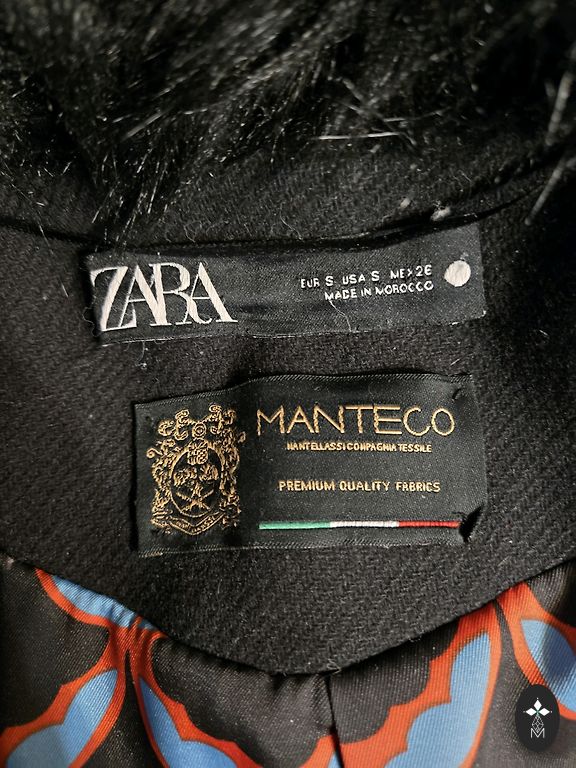 ZARA
EUR S USA S MEX 26
MADE IN MOROCCO
MANTECO
MANTELLASSI COMPAGNIA TESSILE
PREMIUM QUALITY FABRICS
M